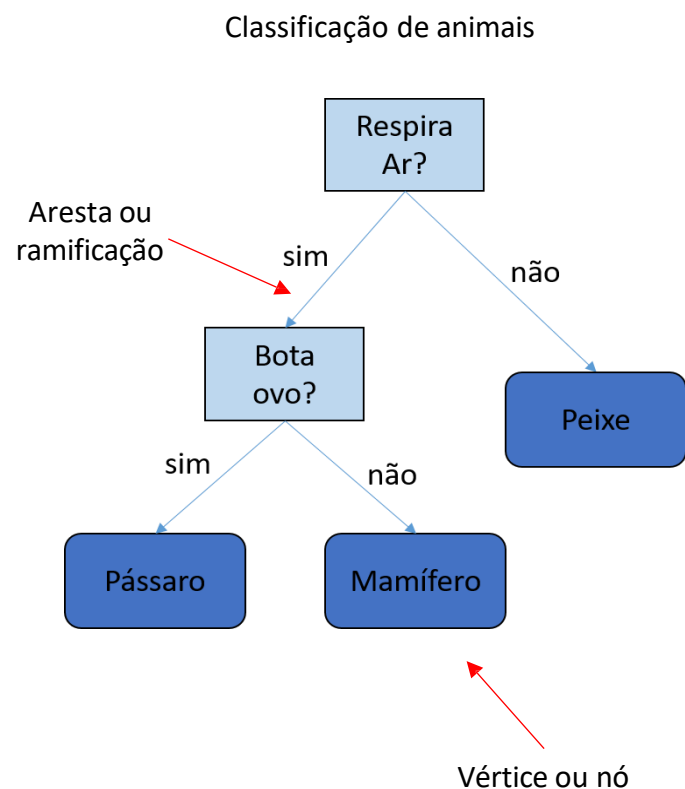 Classificação de animais
Respira
Ar?
Aresta ou
ramificação
sim
não
Bota
ovo?
Peixe
sim
não
Pássaro
Mamífero
Vértice ou nó